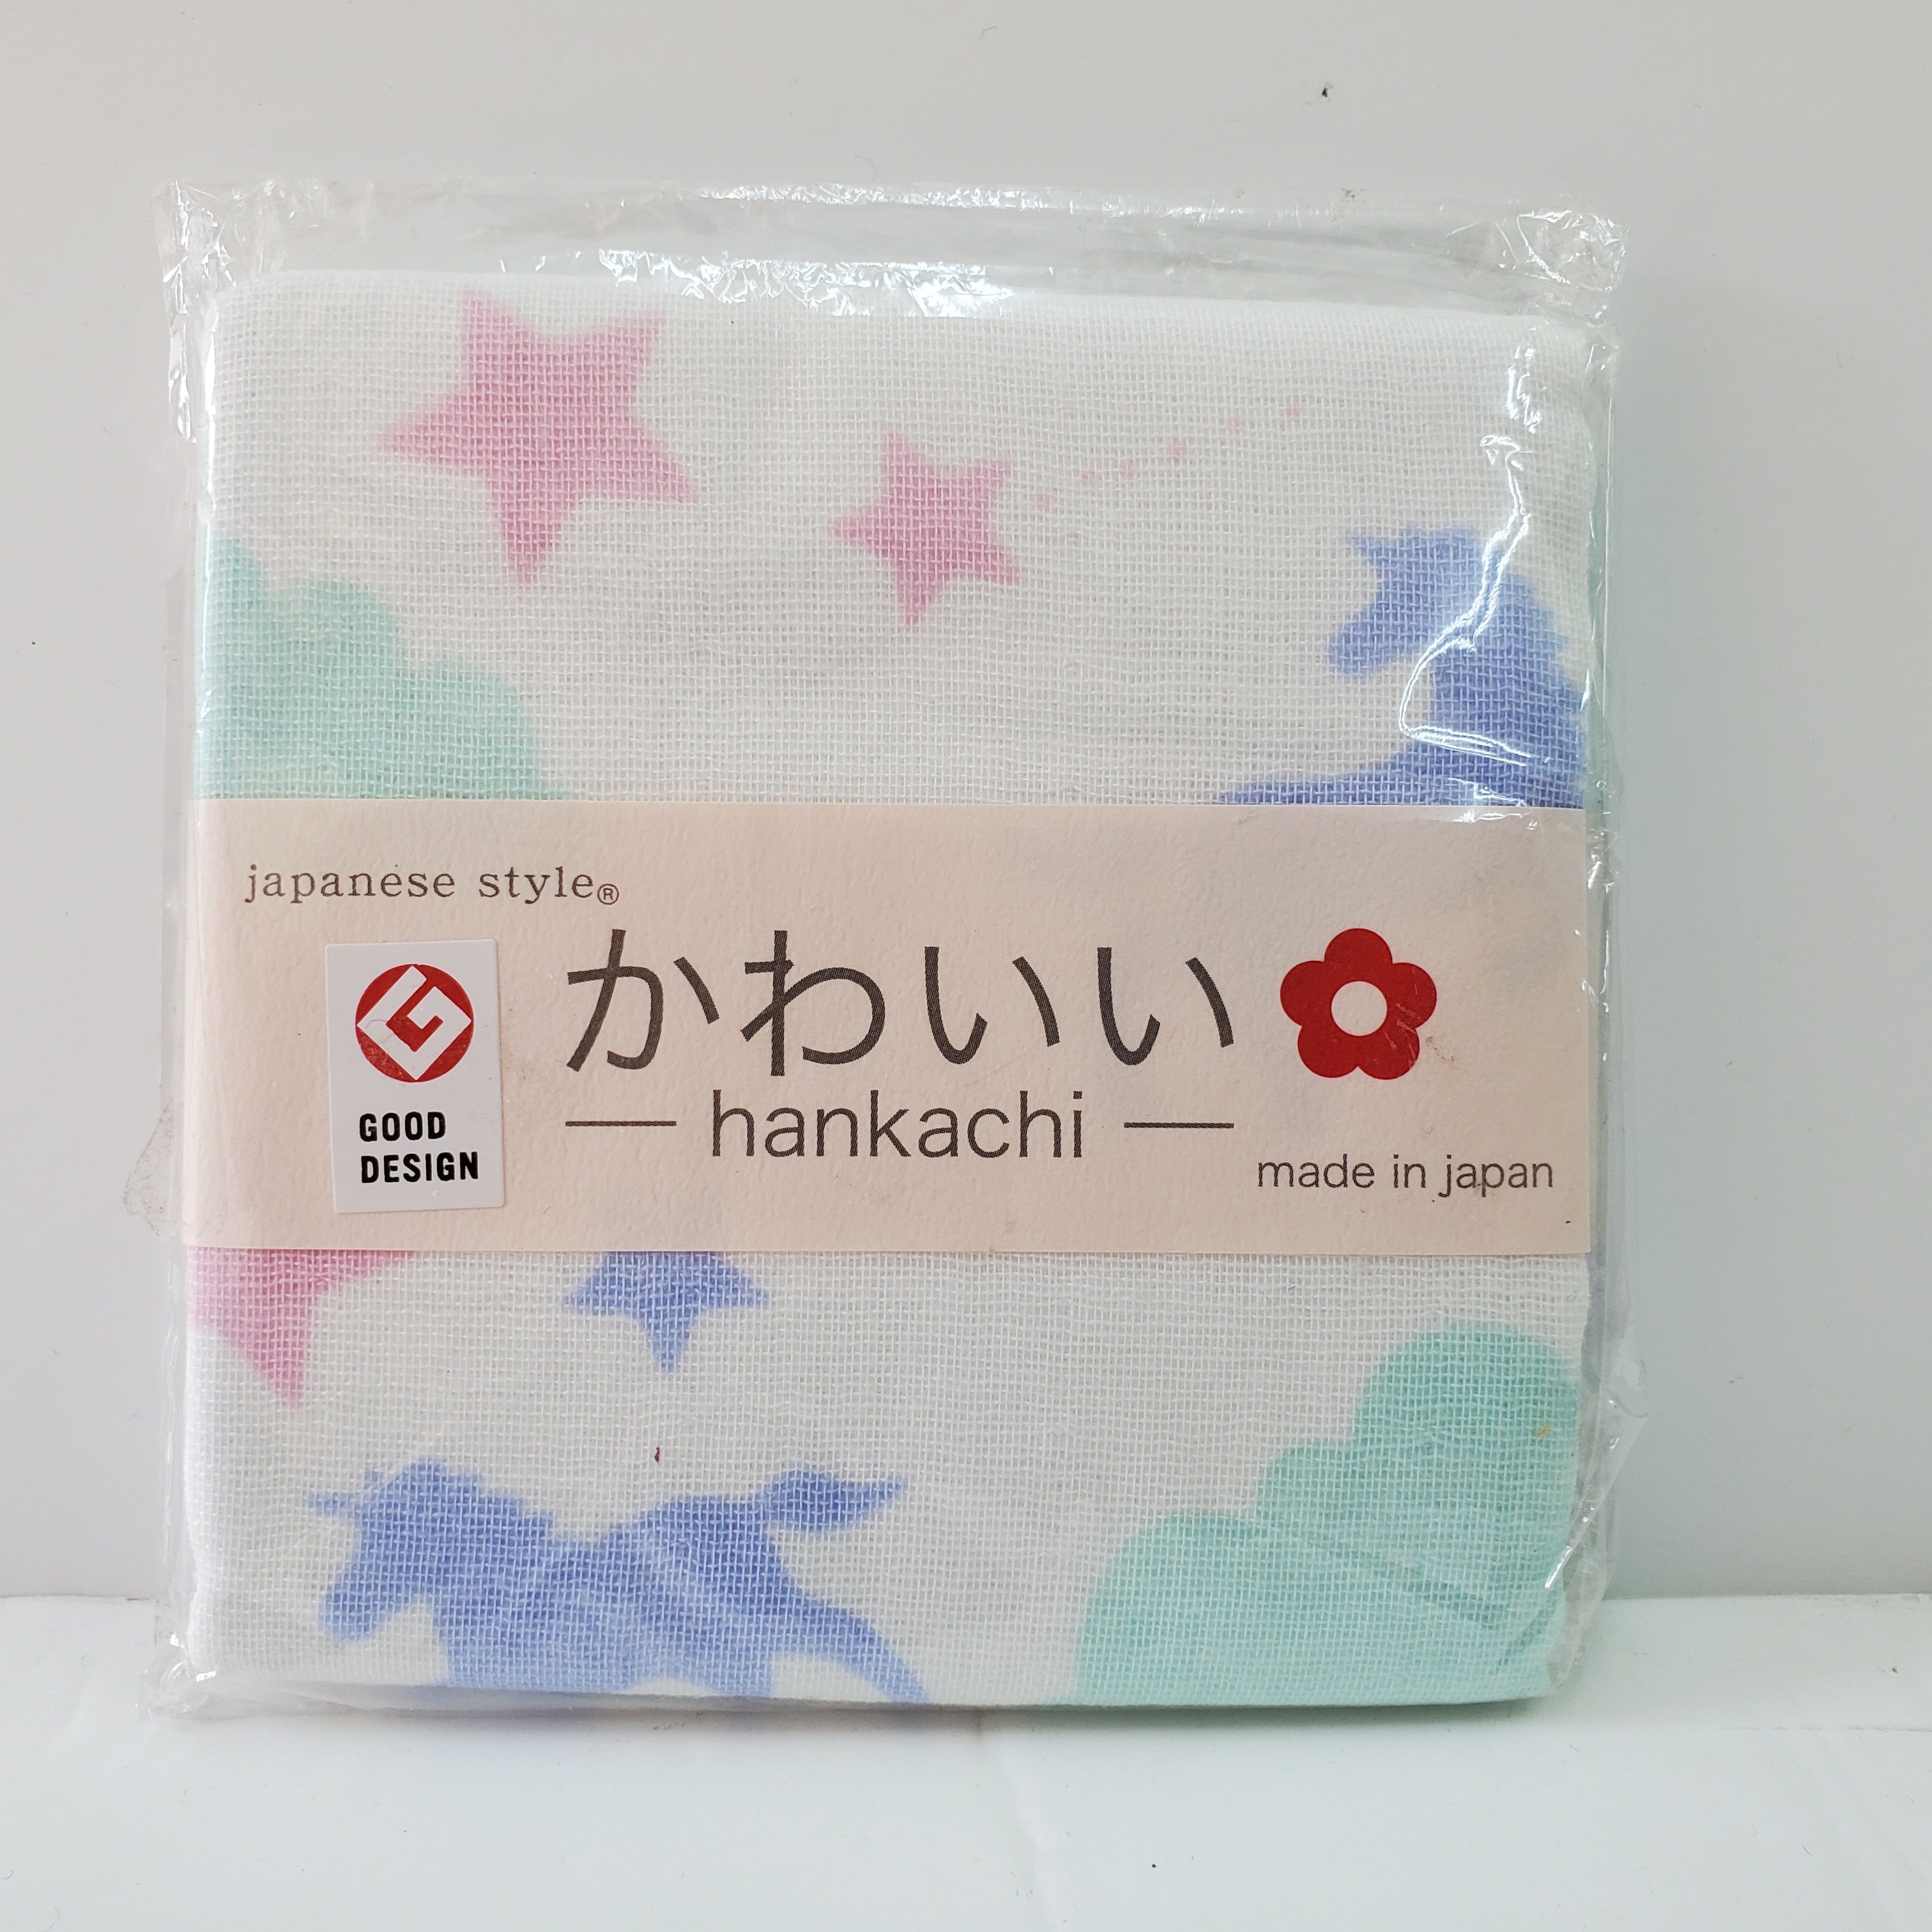 japanese style®
かわいい
— hankachi —
made in japan
GOOD
DESIGN